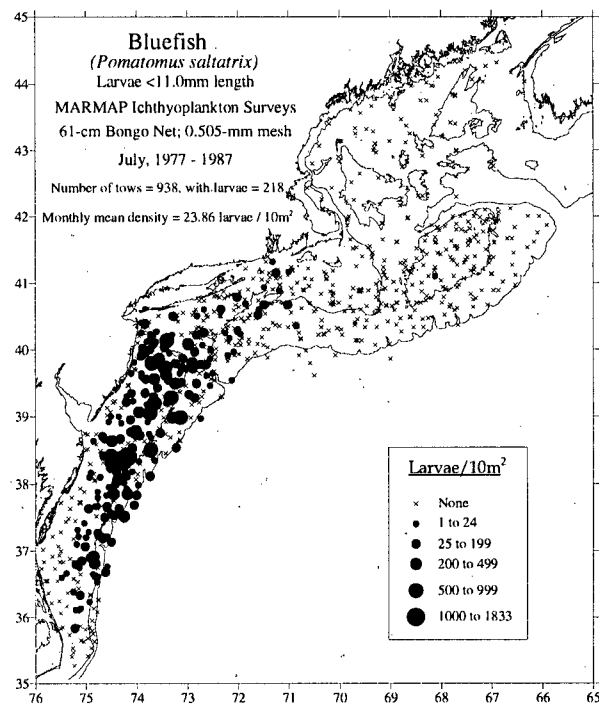 Bluefish
(Pomatomus saltatrix)
Larvae <11.0mm length
MARMAP Ichthyoplankton Surveys
61-cm Bongo Net; 0.505-mm mesh
July, 1977 - 1987
Number of tows = 938, with larvae = 218
Monthly mean density = 23.86 larvae / 10m²
45
44
43
42
41
40
39
38
37
36
35
Larvae/10m²
× None
1 to 24
25 to 199
200 to 499
500 to 999
1000 to 1833
76 75 74 73 72 71 70 69 68 67 66 65